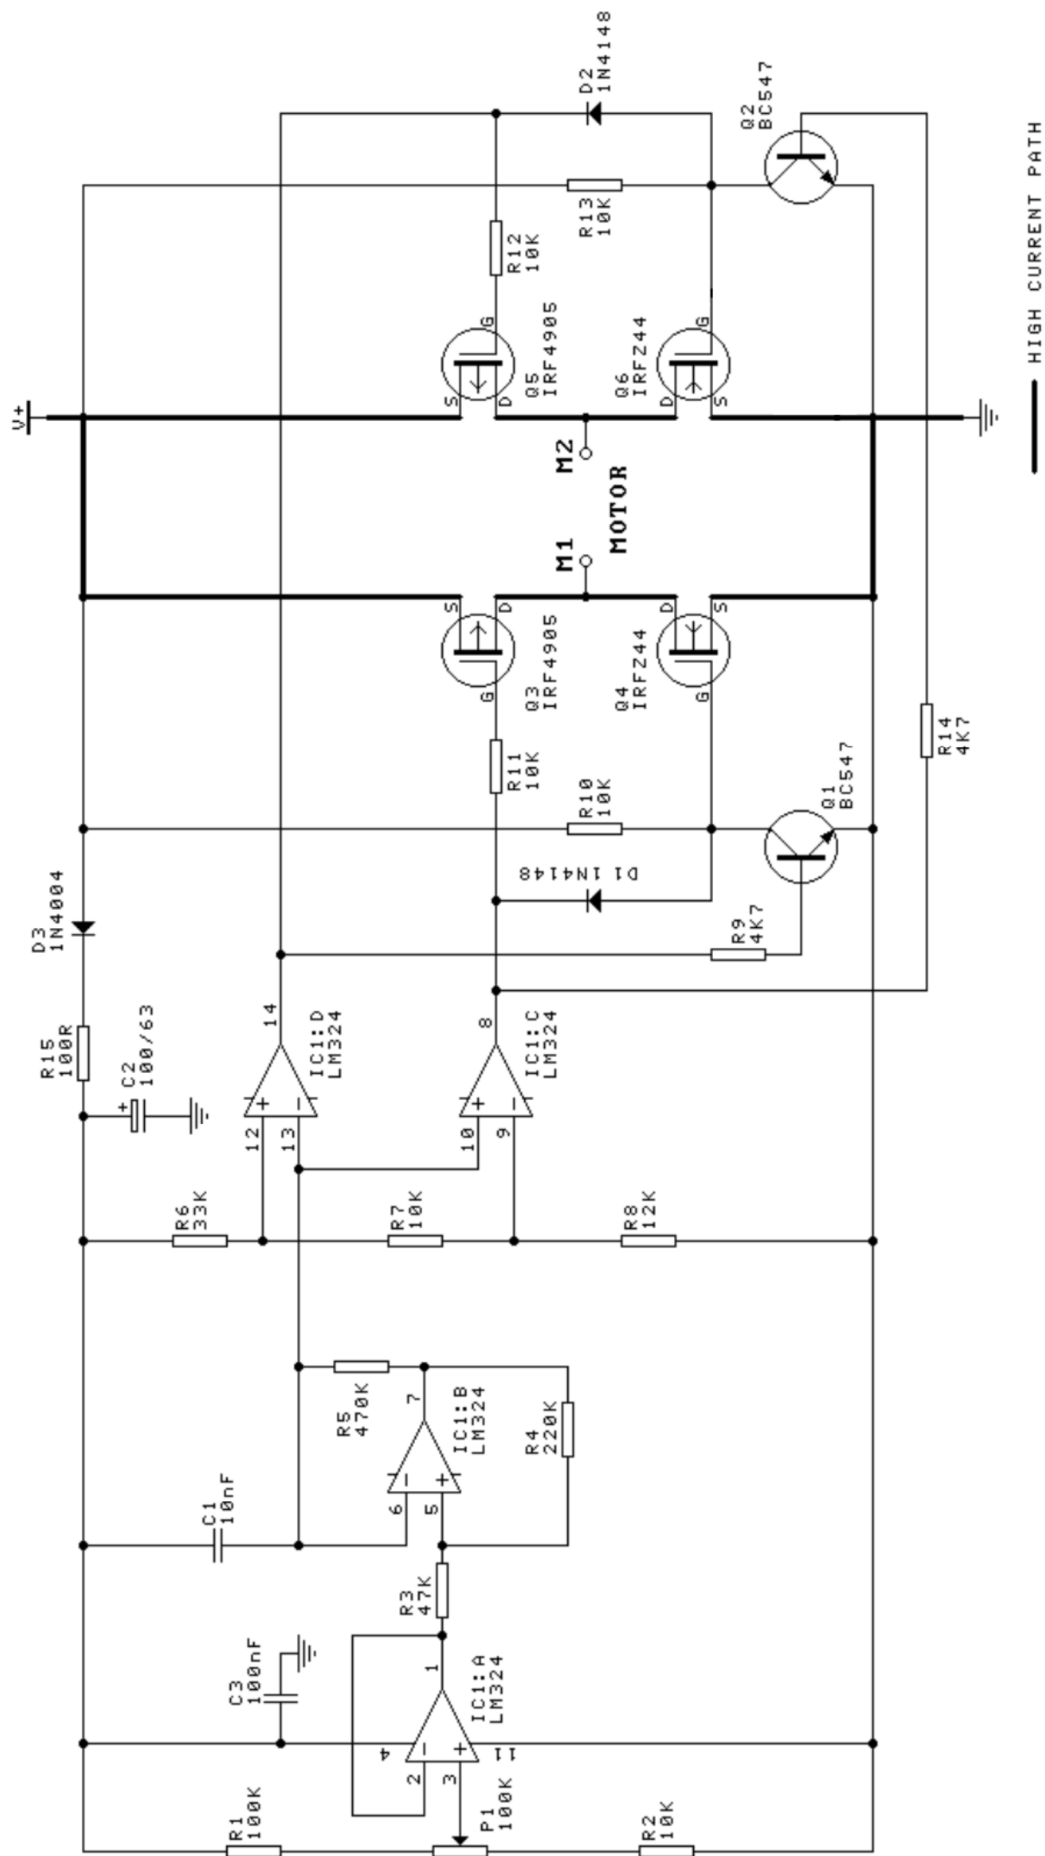 V+
D3
1N4004
R15
100R
C2
100/63
+
R6
33K
C1
10nF
C3
100nF
R1
100K
D2
1N4148
Q2
BC547
R13
10K
R12
10K
G
S
D
Q5
IRF4905
G
D
S
Q6
IRFZ44
M2
MOTOR
M1
S
D
G
Q3
IRF4905
D
S
G
Q4
IRFZ44
R11
10K
R10
10K
D1 1N4148
Q1
BC547
R9
4K7
R14
4K7
14
IC1:D
LM324
+
−
12
13
8
IC1:C
LM324
+
−
10
9
R7
10K
R8
12K
R5
470K
7
IC1:B
LM324
−
+
6
5
R4
220K
R3
47K
1
IC1:A
LM324
4
11
−
+
2
3
P1
100K
R2
10K
HIGH CURRENT PATH